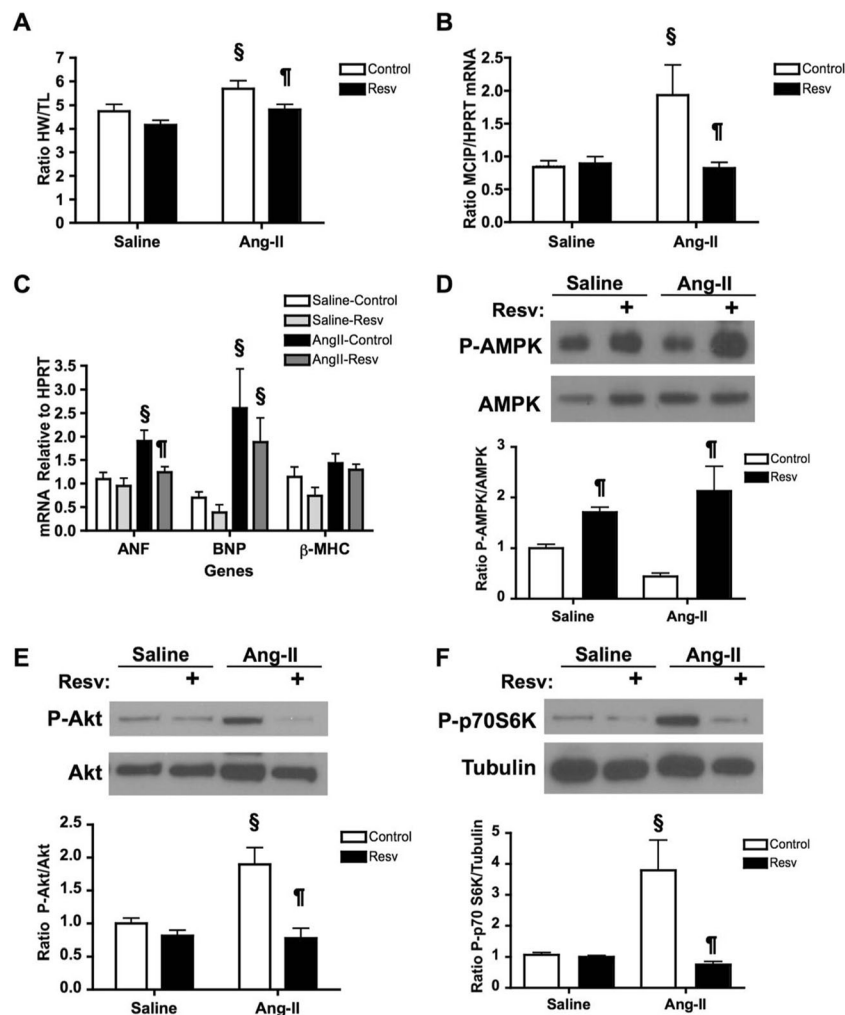 A
Ratio HW/TL
7
6
5
4
3
2
1
0
§
¶
Saline
Ang-II
Control
Resv
B
Ratio MCIP/HPRT mRNA
2.5
2.0
1.5
1.0
0.5
0.0
§
¶
Saline
Ang-II
Control
Resv
C
Saline-Control
Saline-Resv
AngII-Control
AngII-Resv
mRNA Relative to HPRT
3.5
3.0
2.5
2.0
1.5
1.0
0.5
0.0
§
¶
§
§
ANF
BNP
β-MHC
Genes
D
Saline
Ang-II
Resv: + +
P-AMPK
AMPK
Ratio P-AMPK/AMPK
3
2
1
0
¶
¶
Saline
Ang-II
Control
Resv
E
Saline
Ang-II
Resv: + +
P-Akt
Akt
Ratio P-Akt/Akt
2.5
2.0
1.5
1.0
0.5
0.0
§
¶
Saline
Ang-II
Control
Resv
F
Saline
Ang-II
Resv: + +
P-p70S6K
Tubulin
Ratio P-p70 S6K/Tubulin
5
4
3
2
1
0
§
¶
Saline
Ang-II
Control
Resv